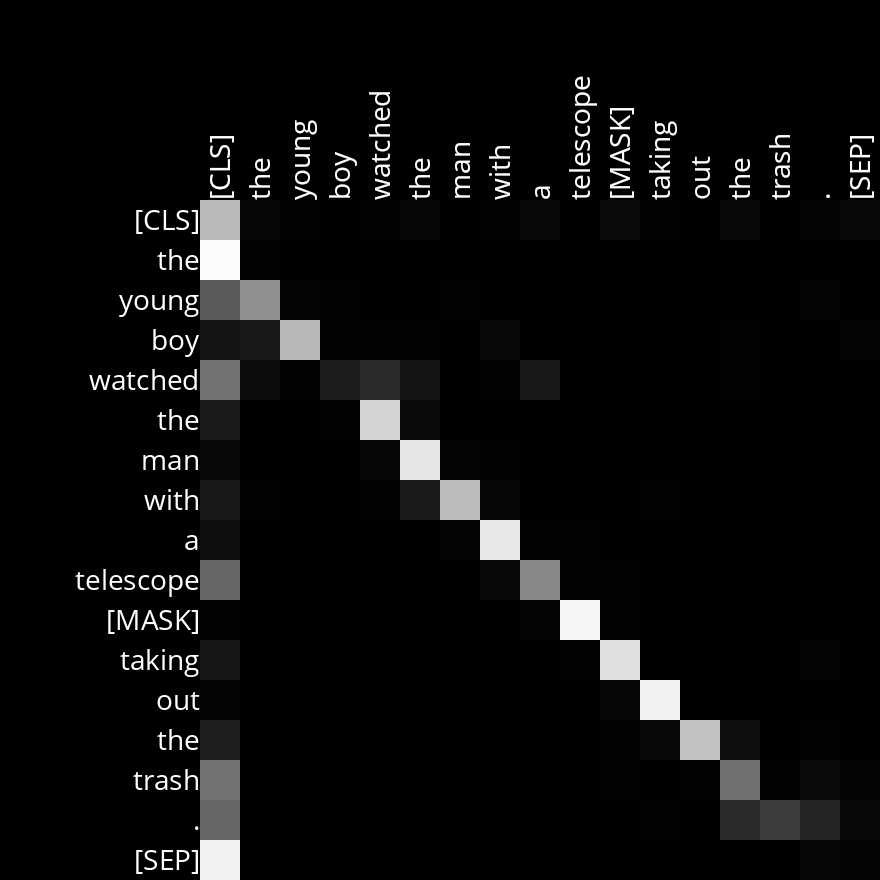 [CLS] the young boy watched the man with a telescope [MASK] taking out the trash . [SEP]
[CLS]
the
young
boy
watched
the
man
with
a
telescope
[MASK]
taking
out
the
trash
.
[SEP]